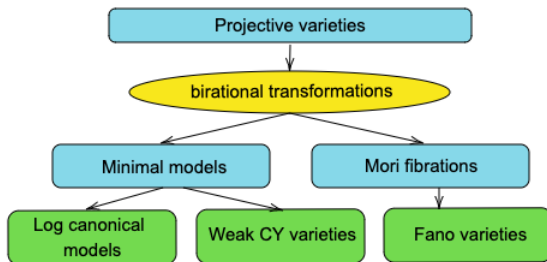 Projective varieties
birational transformations
Minimal models
Mori fibrations
Log canonical
models
Weak CY varieties
Fano varieties